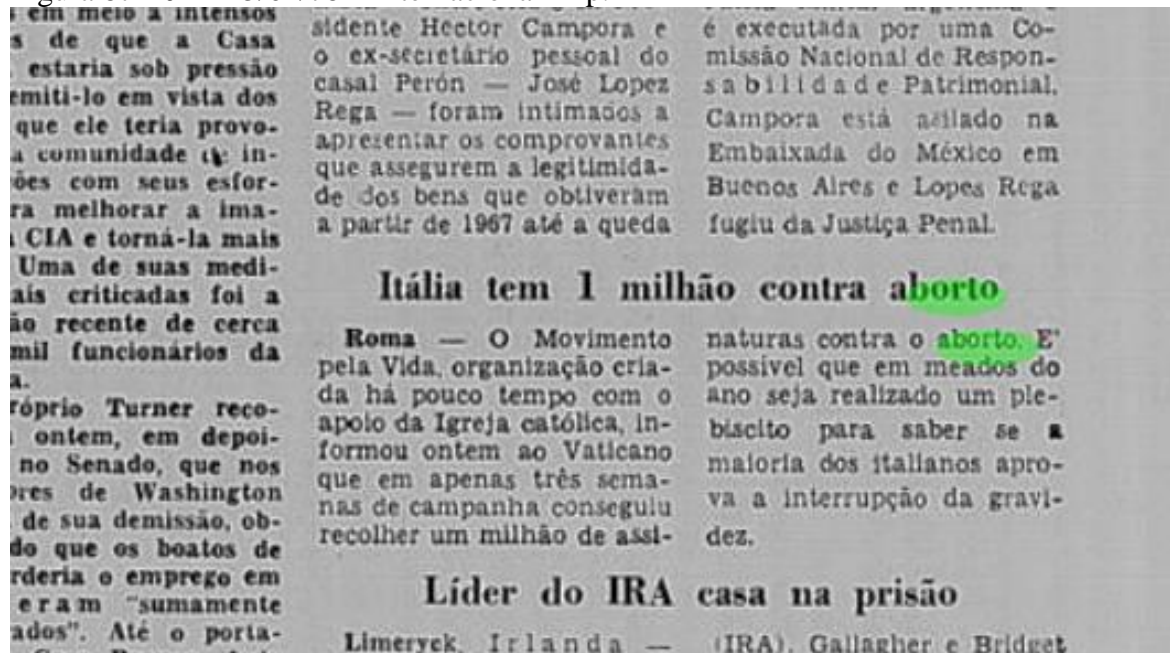 s em meio a intensos
s de que a Casa
estaria sob pressão
emiti-lo em vista dos
que ele teria provo-
a comunidade de in-
ões com seus esfor-
ra melhorar a ima-
CIA e torná-la mais
Uma de suas medi-
ais criticadas foi a
ão recente de cerca
mil funcionários da
a.
róprio Turner reco-
ontem, em depoi-
no Senado, que nos
ores de Washington
de sua demissão, ob-
do que os boatos de
rderia o emprego em
eram "sumamente
ados". Até o porta-
sidente Hector Campora e
o ex-secretário pessoal do
casal Perón — José Lopez
Rega — foram intimados a
apresentar os comprovantes
que assegurem a legitimida-
de dos bens que obtiveram
a partir de 1967 até a queda
é executada por uma Co-
missão Nacional de Respon-
sabilidade Patrimonial.
Campora está asilado na
Embaixada do México em
Buenos Aires e Lopes Rega
fugiu da Justiça Penal.
Itália tem 1 milhão contra aborto
Roma — O Movimento
pela Vida, organização cria-
da há pouco tempo com o
apoio da Igreja católica, in-
formou ontem ao Vaticano
que em apenas três sema-
nas de campanha conseguiu
recolher um milhão de assi-
naturas contra o aborto. E'
possível que em meados do
ano seja realizado um ple-
biscito para saber se a
maioria dos italianos apro-
va a interrupção da gravi-
dez.
Líder do IRA casa na prisão
Limeryck, Irlanda —
(IRA), Gallagher e Bridget